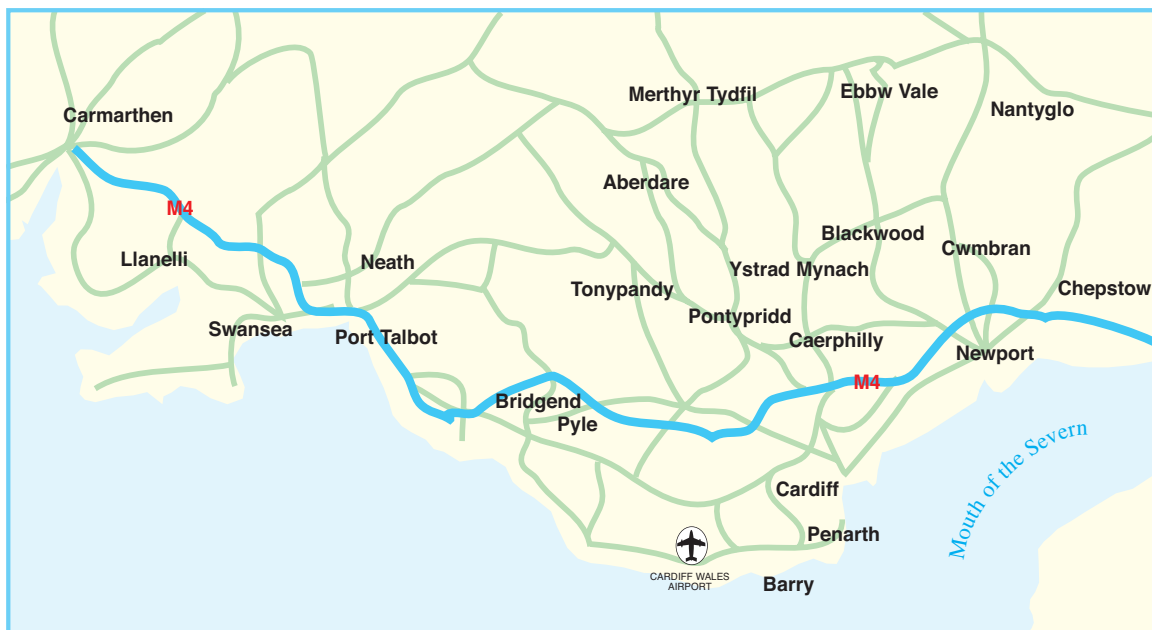 Merthyr Tydfil
Ebbw Vale
Nantyglo
Carmarthen
Aberdare
M4
Blackwood
Cwmbran
Llanelli
Neath
Ystrad Mynach
Tonypandy
Chepstow
Pontypridd
Swansea
Port Talbot
Caerphilly
Newport
M4
Bridgend
Pyle
Mouth of the Severn
Cardiff
Penarth
CARDIFF WALES
AIRPORT
Barry